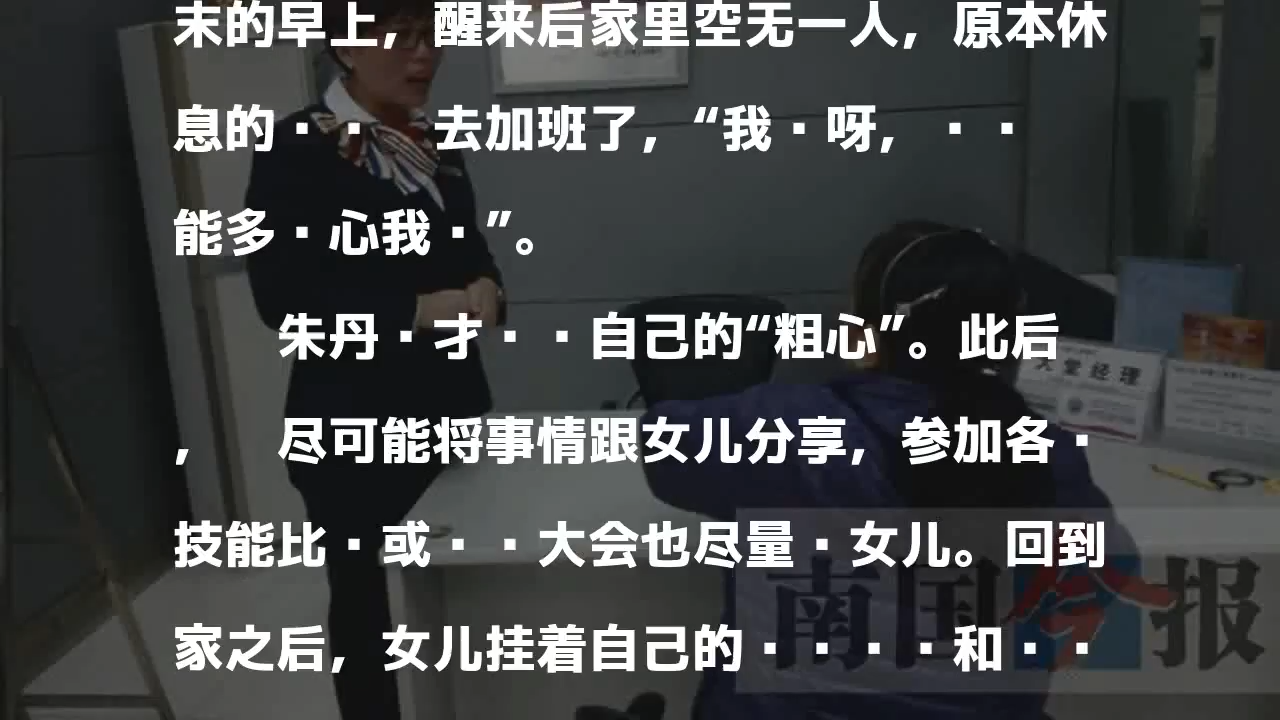 末的早上，醒来后家里空无一人，原本休
息的··　去加班了，“我·呀，··
能多·心我·”。
朱丹·才··自己的“粗心”。此后
，　尽可能将事情跟女儿分享，参加各·
技能比·或··大会也尽量·女儿。回到
家之后，女儿挂着自己的····和··
大堂经理
南国今报